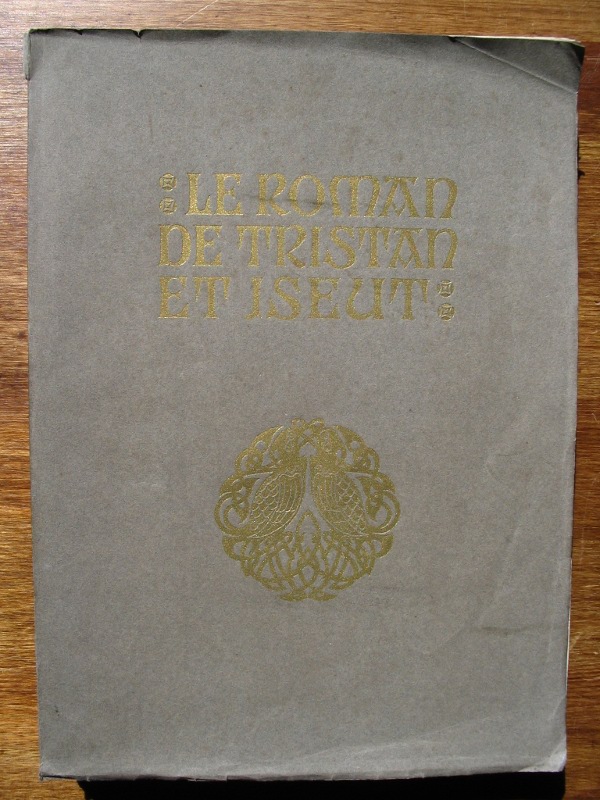 LE ROMAN
DE TRISTAN
ET ISEUT